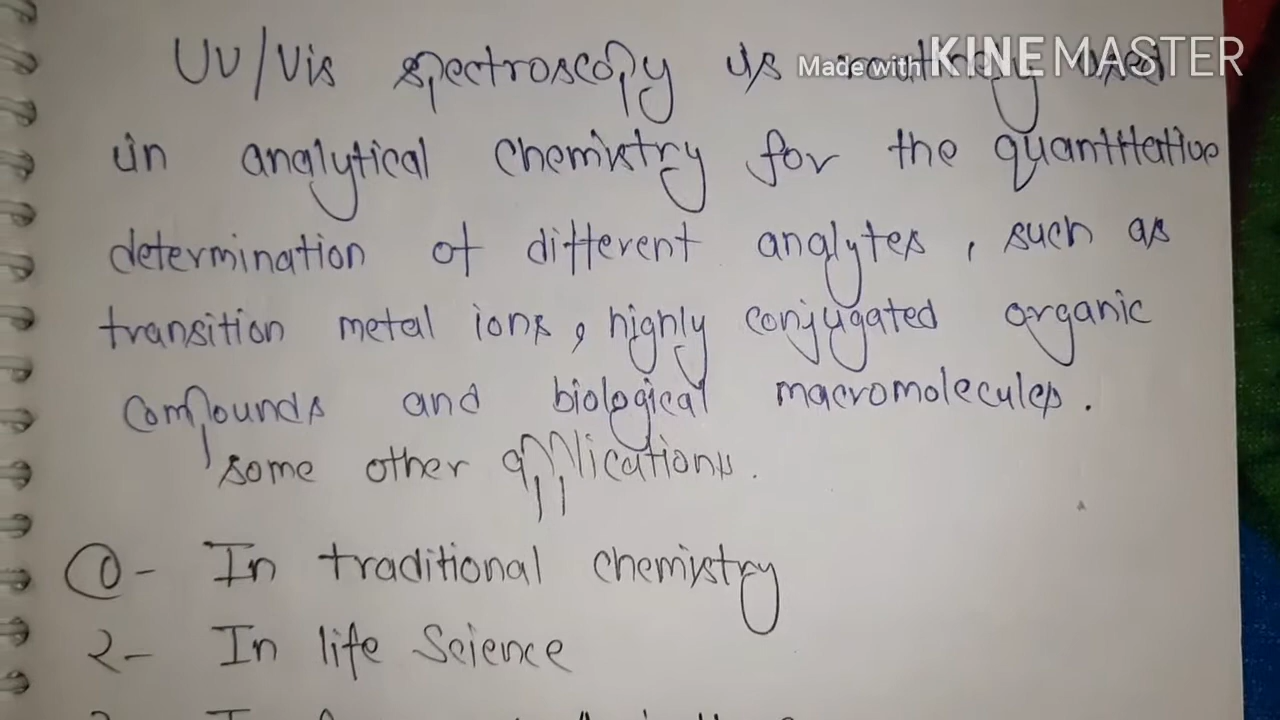 UV/Vis spectroscopy is routinely used
Made with KINEMASTER
in analytical chemistry for the quantitative
determination of different analytes, such as
transition metal ions, highly conjugated organic
compounds and biological macromolecules.
some other applications.
① - In traditional chemistry
2 - In life Science